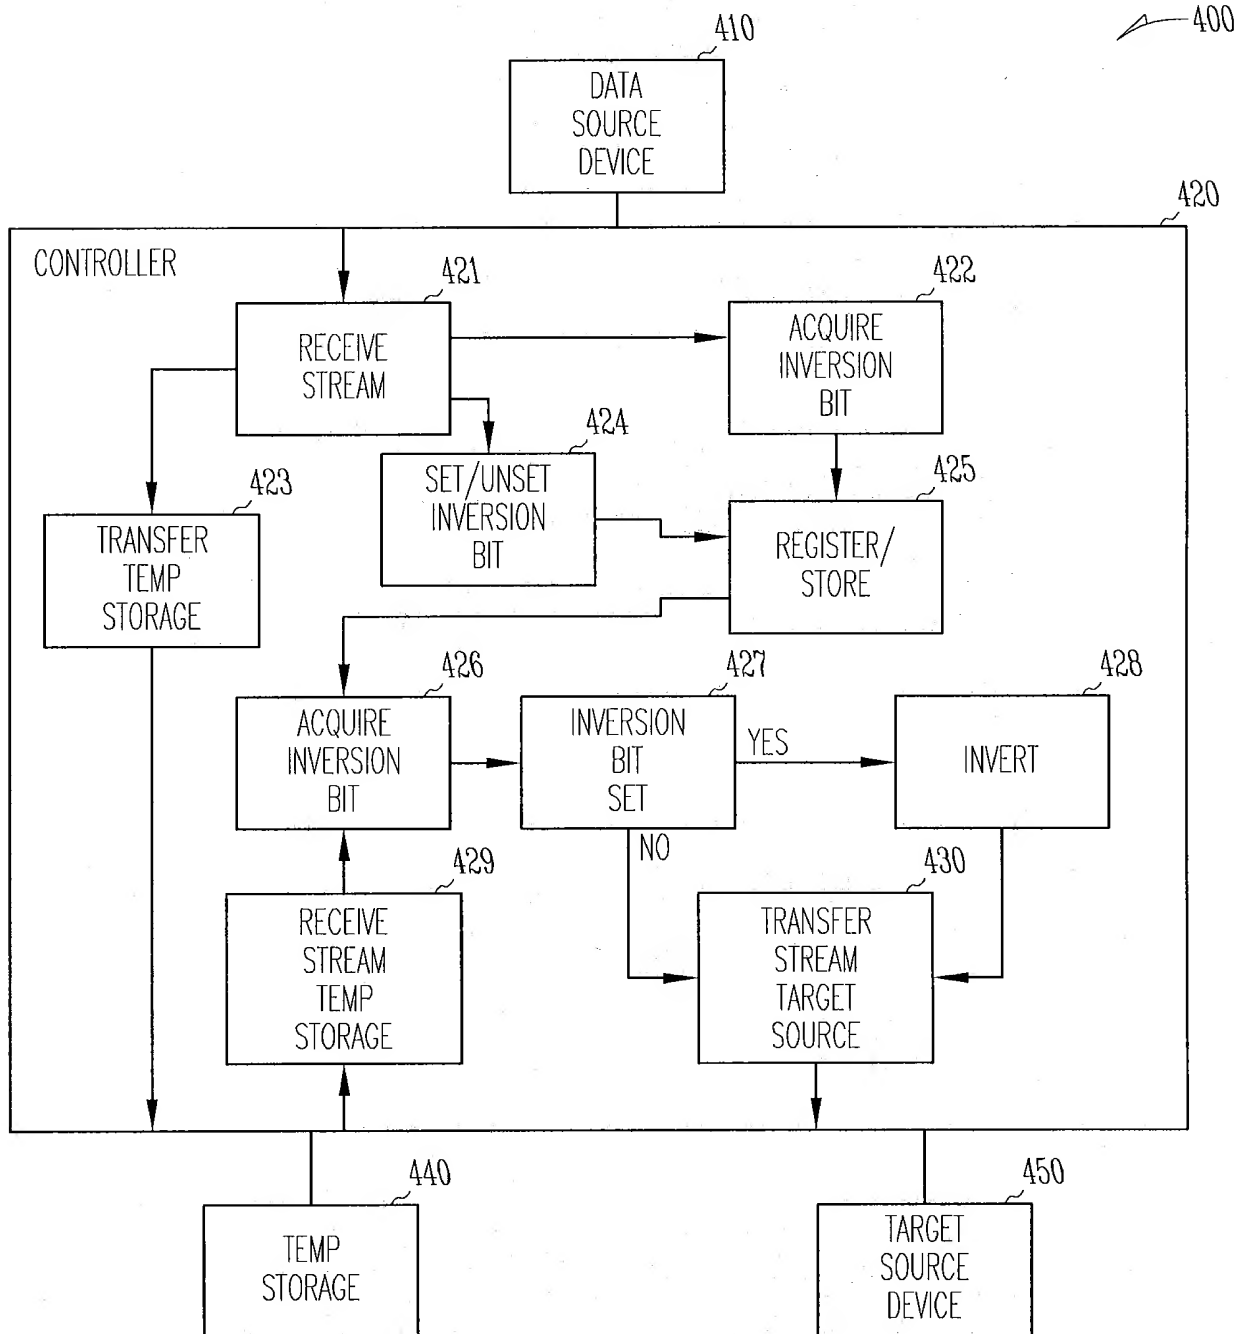 400
410
DATA
SOURCE
DEVICE
420
CONTROLLER
421
RECEIVE
STREAM
422
ACQUIRE
INVERSION
BIT
423
TRANSFER
TEMP
STORAGE
424
SET/UNSET
INVERSION
BIT
425
REGISTER/
STORE
426
ACQUIRE
INVERSION
BIT
427
INVERSION
BIT
SET
YES
NO
428
INVERT
429
RECEIVE
STREAM
TEMP
STORAGE
430
TRANSFER
STREAM
TARGET
SOURCE
440
TEMP
STORAGE
450
TARGET
SOURCE
DEVICE